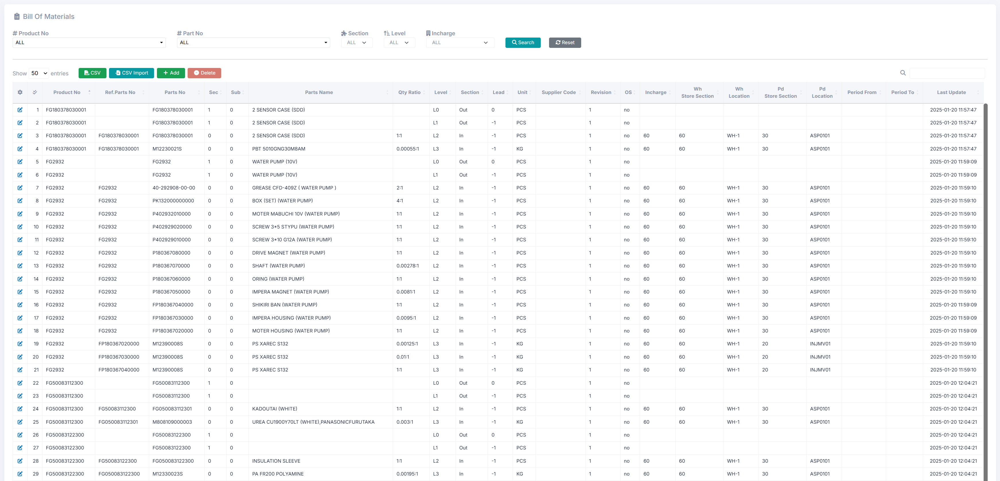 Bill Of Materials
# Product No # Part No Section Level Incharge
ALL ALL ALL ALL ALL Search Reset
Show 50 entries CSV CSV Import Add Delete
Product No Ref.Parts No Parts No Sec Sub Parts Name Qty Ratio Level Section Lead Unit Supplier Code Revision OS Incharge Wh Store Section Wh Location Pd Store Section Pd Location Period From Period To Last Update
1 FG180378030001 FG180378030001 1 0 2 SENSOR CASE (SDD) L0 Out 0 PCS 1 no 2025-01-20 11:57:47
2 FG180378030001 FG180378030001 1 0 2 SENSOR CASE (SDD) L1 Out -1 PCS 1 no 2025-01-20 11:57:47
3 FG180378030001 FG180378030001 FG180378030001 0 0 2 SENSOR CASE (SDD) 1:1 L2 In -1 PCS 1 no 60 60 WH-1 30 ASP0101 2025-01-20 11:57:47
4 FG180378030001 FG180378030001 M12230021S 0 0 PBT 5010GNG30M8AM 0.00055:1 L3 In -1 KG 1 no 60 60 WH-1 30 ASP0101 2025-01-20 11:57:47
5 FG2932 FG2932 1 0 WATER PUMP (10V) L0 Out 0 PCS 1 no 2025-01-20 11:59:09
6 FG2932 FG2932 1 0 WATER PUMP (10V) L1 Out -1 PCS 1 no 2025-01-20 11:59:09
7 FG2932 FG2932 40-292908-00-00 0 0 GREASE CFD-409Z ( WATER PUMP ) 2:1 L2 In -1 PCS 1 no 60 60 WH-1 30 ASP0101 2025-01-20 11:59:10
8 FG2932 FG2932 PK132000000000 0 0 BOX (SET) (WATER PUMP) 4:1 L2 In -1 PCS 1 no 60 60 WH-1 30 ASP0101 2025-01-20 11:59:10
9 FG2932 FG2932 P402932010000 0 0 MOTER MABUCHI 10V (WATER PUMP) 1:1 L2 In -1 PCS 1 no 60 60 WH-1 30 ASP0101 2025-01-20 11:59:10
10 FG2932 FG2932 P402929020000 0 0 SCREW 3*5 STYPU (WATER PUMP) 1:1 L2 In -1 PCS 1 no 60 60 WH-1 30 ASP0101 2025-01-20 11:59:10
11 FG2932 FG2932 P402929010000 0 0 SCREW 3*10 G12A (WATER PUMP) 1:1 L2 In -1 PCS 1 no 60 60 WH-1 30 ASP0101 2025-01-20 11:59:10
12 FG2932 FG2932 P180367080000 0 0 DRIVE MAGNET (WATER PUMP) 1:1 L2 In -1 PCS 1 no 60 60 WH-1 30 ASP0101 2025-01-20 11:59:10
13 FG2932 FG2932 P180367070000 0 0 SHAFT (WATER PUMP) 0.00278:1 L2 In -1 PCS 1 no 60 60 WH-1 30 ASP0101 2025-01-20 11:59:10
14 FG2932 FG2932 P180367060000 0 0 ORING (WATER PUMP) 1:1 L2 In -1 PCS 1 no 60 60 WH-1 30 ASP0101 2025-01-20 11:59:10
15 FG2932 FG2932 P180367050000 0 0 IMPERA MAGNET (WATER PUMP) 0.0081:1 L2 In -1 PCS 1 no 60 60 WH-1 30 ASP0101 2025-01-20 11:59:10
16 FG2932 FG2932 FP180367040000 0 0 SHIKIRI BAN (WATER PUMP) 1:1 L2 In -1 PCS 1 no 60 60 WH-1 30 ASP0101 2025-01-20 11:59:09
17 FG2932 FG2932 FP180367030000 0 0 IMPERA HOUSING (WATER PUMP) 0.0095:1 L2 In -1 PCS 1 no 60 60 WH-1 30 ASP0101 2025-01-20 11:59:09
18 FG2932 FG2932 FP180367020000 0 0 MOTER HOUSING (WATER PUMP) 1:1 L2 In -1 PCS 1 no 60 60 WH-1 30 ASP0101 2025-01-20 11:59:09
19 FG2932 FP180367020000 M12390008S 0 0 PS XAREC S132 0.00125:1 L3 In -1 KG 1 no 60 60 WH-1 20 INJMV01 2025-01-20 11:59:10
20 FG2932 FP180367030000 M12390008S 0 0 PS XAREC S132 0.01:1 L3 In -1 KG 1 no 60 60 WH-1 20 INJMV01 2025-01-20 11:59:10
21 FG2932 FP180367040000 M12390008S 0 0 PS XAREC S132 1:1 L3 In -1 KG 1 no 60 60 WH-1 20 INJMV01 2025-01-20 11:59:10
22 FG50083112300 FG50083112300 1 0 L0 Out 0 PCS 1 no 2025-01-20 12:04:21
23 FG50083112300 FG50083112300 1 0 L1 Out -1 PCS 1 no 2025-01-20 12:04:21
24 FG50083112300 FG50083112300 FG050083112301 0 0 KADOUTAI (WHITE) 1:1 L2 In -1 PCS 1 no 60 60 WH-1 30 ASP0101 2025-01-20 12:04:21
25 FG50083112300 FG050083112301 M808109000003 0 0 UREA CU1900Y70LT (WHITE),PANASONICFURUTAKA 0.003:1 L3 In -1 KG 1 no 60 60 WH-1 30 ASP0101 2025-01-20 12:04:21
26 FG50083122300 FG50083122300 1 0 L0 Out 0 PCS 1 no 2025-01-20 12:04:21
27 FG50083122300 FG50083122300 1 0 L1 Out -1 PCS 1 no 2025-01-20 12:04:21
28 FG50083122300 FG50083122300 FG050083122300 0 0 INSULATION SLEEVE 1:1 L2 In -1 PCS 1 no 60 60 WH-1 30 ASP0101 2025-01-20 12:04:21
29 FG50083122300 FG050083122300 M12330023S 0 0 PA FR200 POLYAMINE 0.00195:1 L3 In -1 KG 1 no 60 60 WH-1 30 ASP0101 2025-01-20 12:04:21